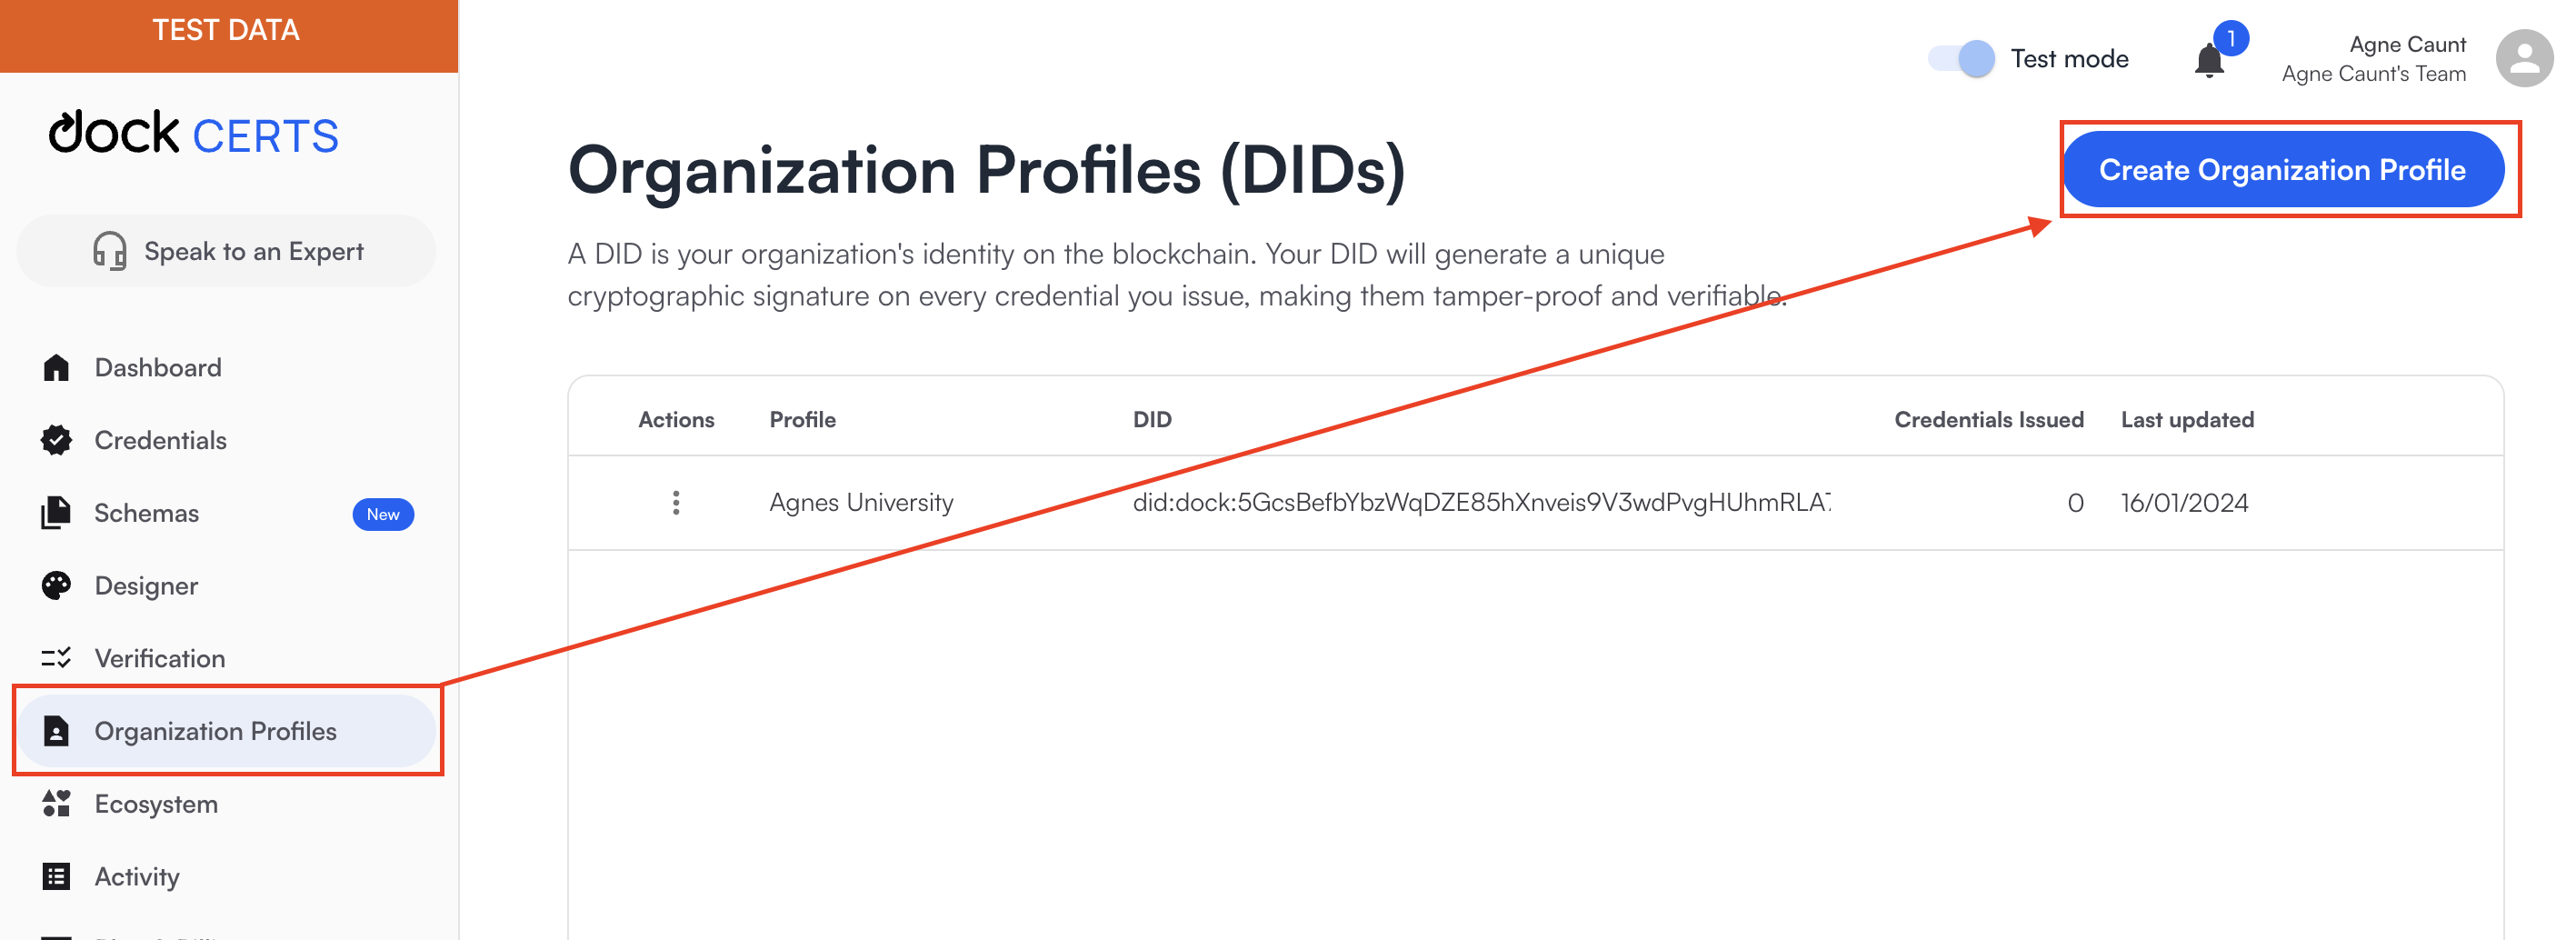 TEST DATA
dock CERTS
Speak to an Expert
Dashboard
Credentials
Schemas
New
Designer
Verification
Organization Profiles
Ecosystem
Activity
Test mode
1
Agne Caunt
Agne Caunt's Team
Organization Profiles (DIDs)
Create Organization Profile
A DID is your organization's identity on the blockchain. Your DID will generate a unique
cryptographic signature on every credential you issue, making them tamper-proof and verifiable.
Actions Profile DID Credentials Issued Last updated
Agnes University did:dock:5GcsBefbYbzWqDZE85hXnveis9V3wdPvgHUhmRLA 0 16/01/2024